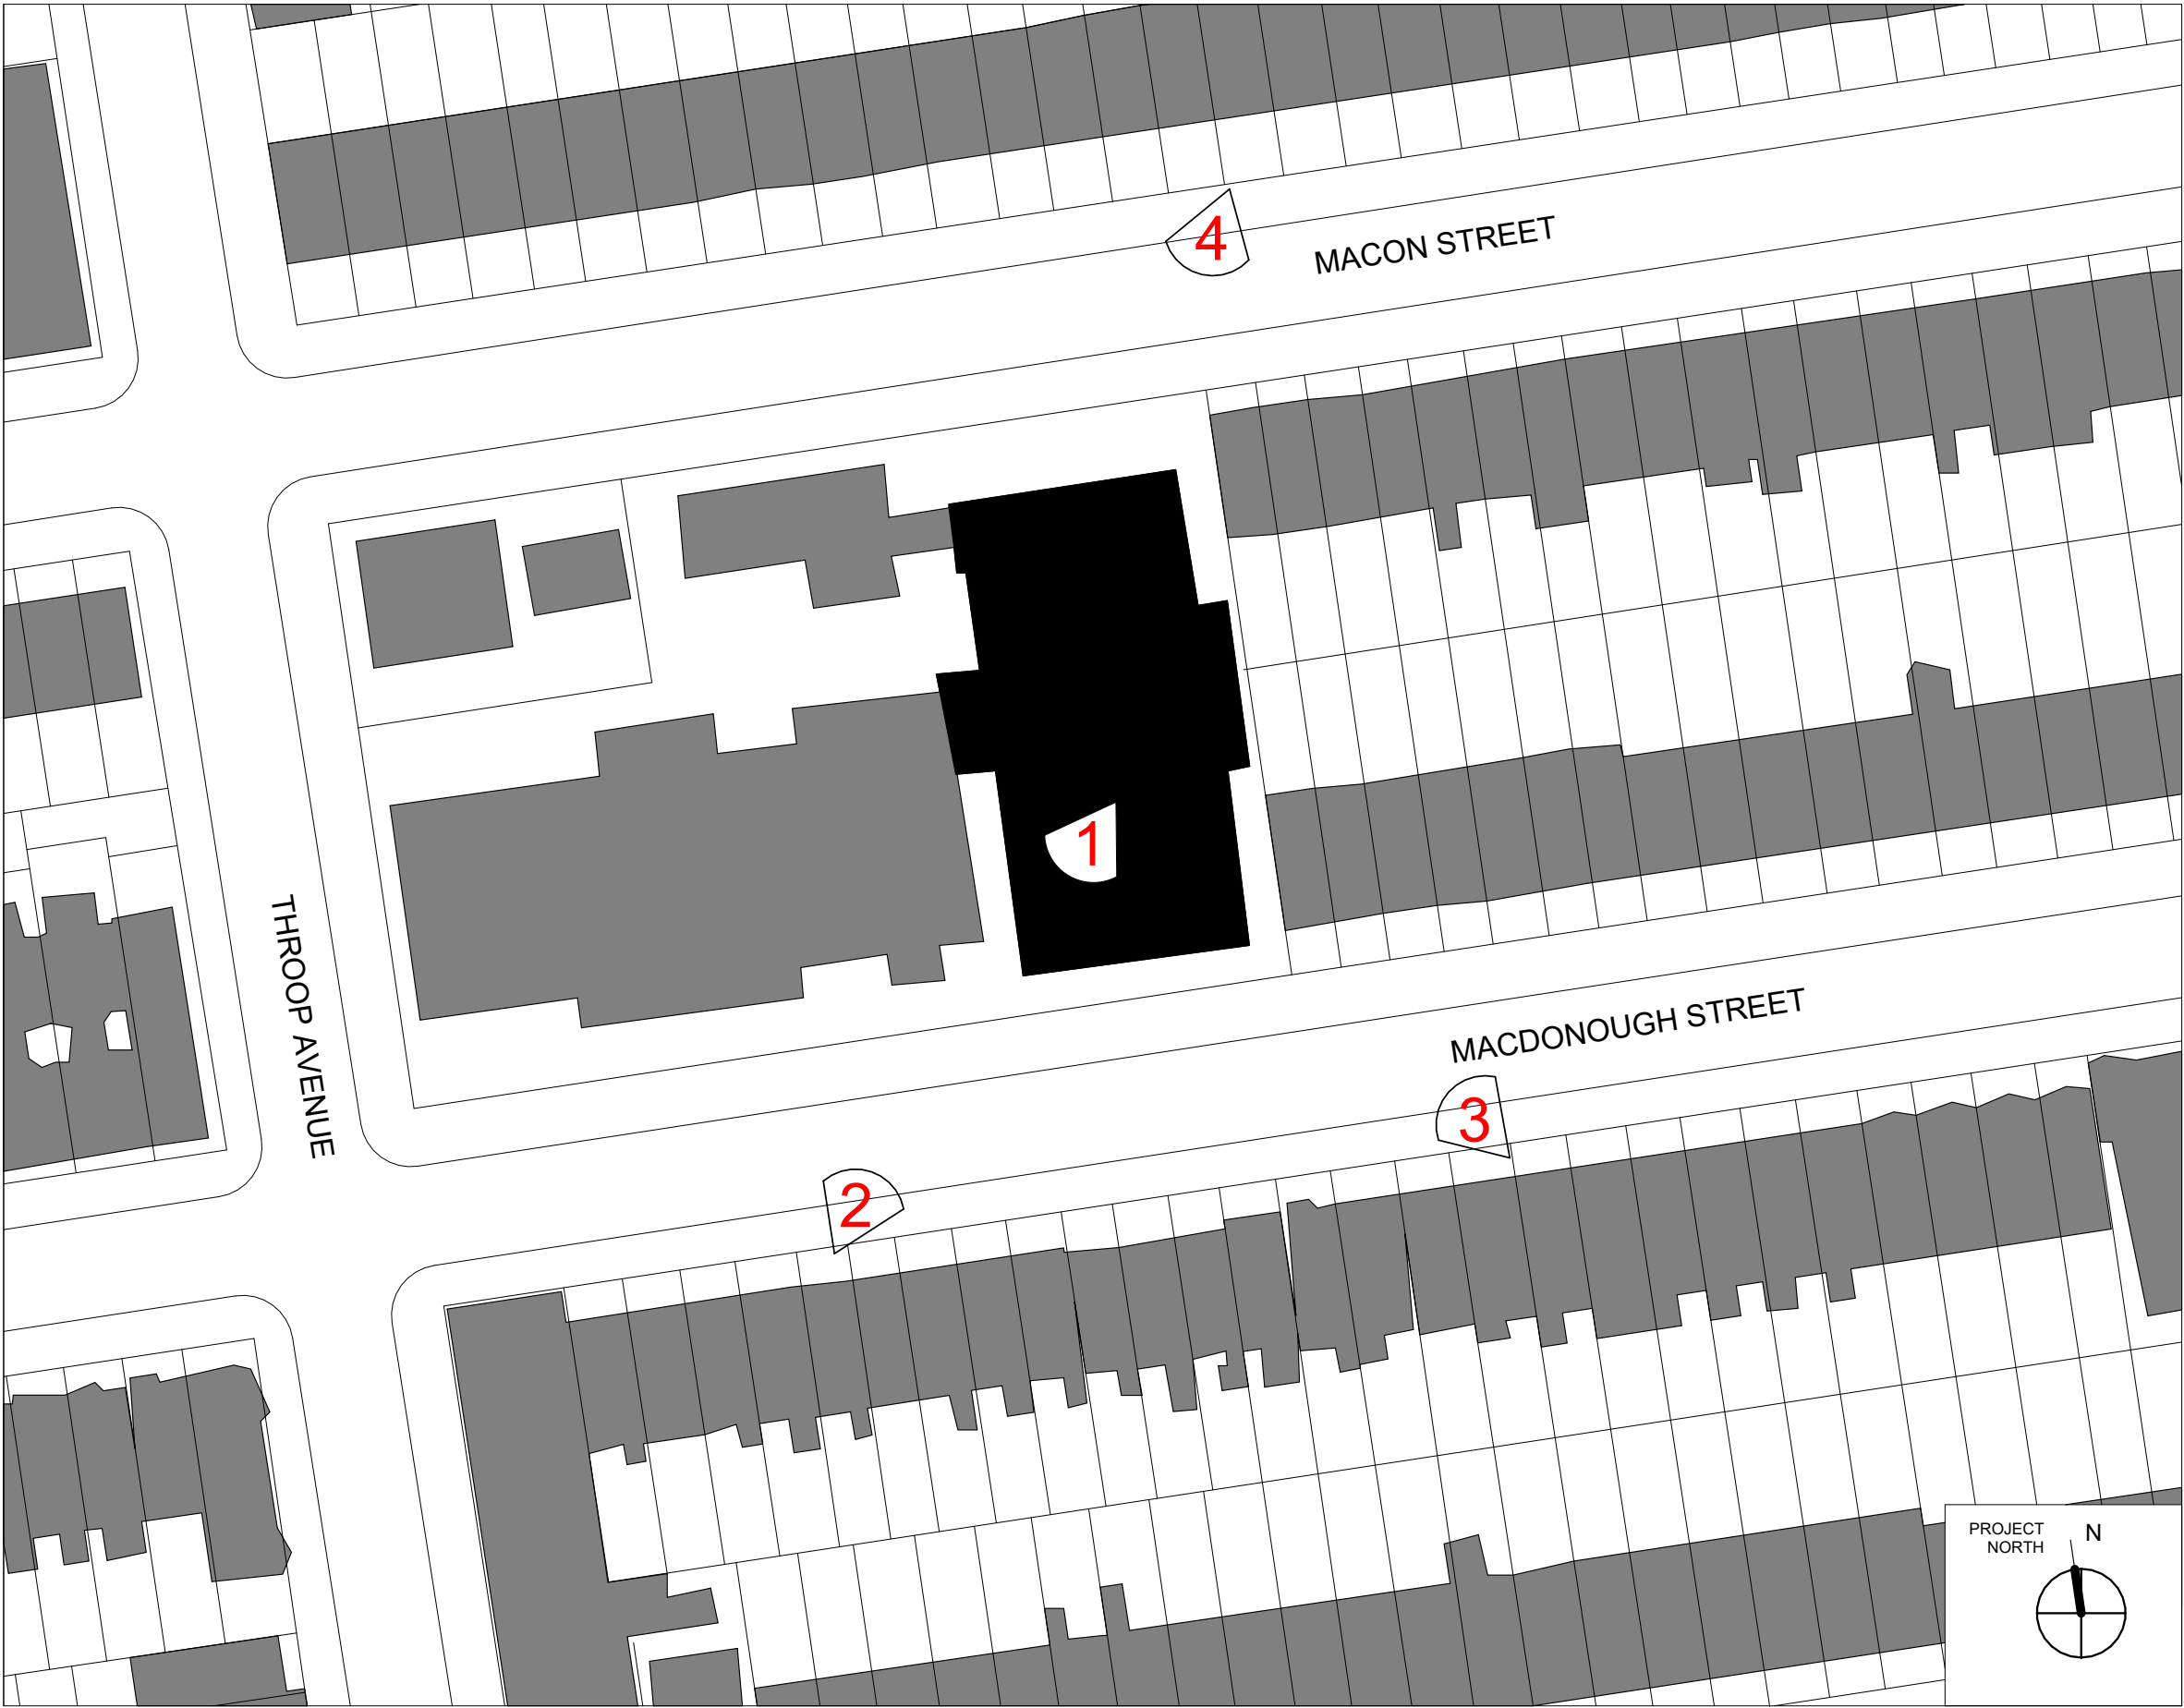 4
MACON STREET
1
THROOP AVENUE
MACDONOUGH STREET
3
2
PROJECT
NORTH
N